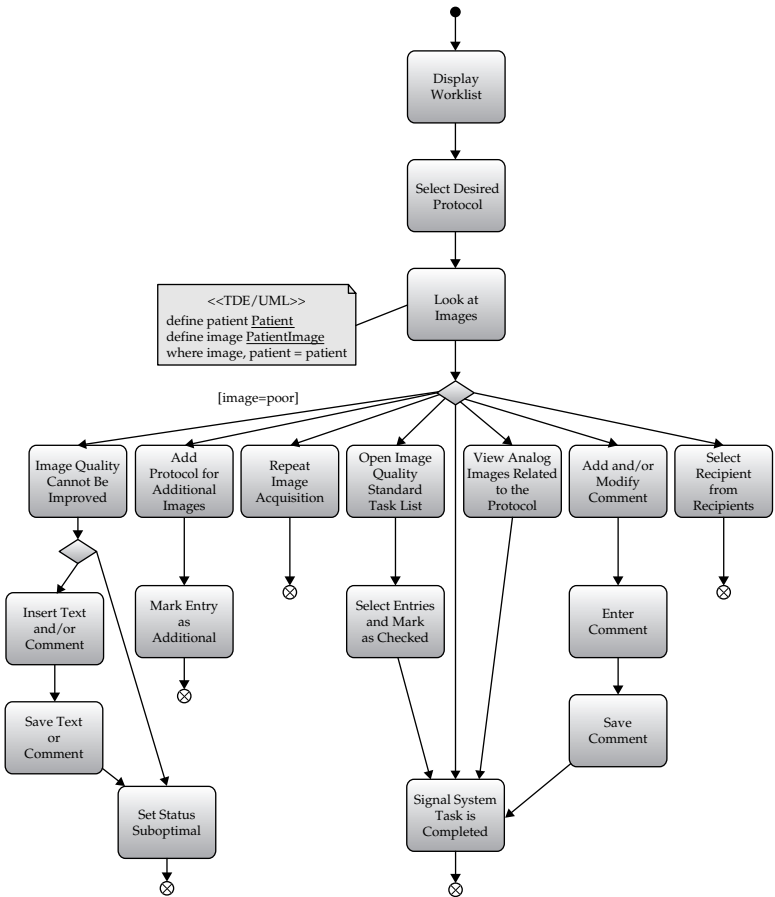 Display
Worklist
Select Desired
Protocol
Look at
Images
<<TDE/UML>>
define patient Patient
define image PatientImage
where image, patient = patient
[image=poor]
Image Quality
Cannot Be
Improved
Add
Protocol for
Additional
Images
Repeat
Image
Acquisition
Open Image
Quality
Standard
Task List
View Analog
Images Related
to the
Protocol
Add and/or
Modify
Comment
Select
Recipient
from
Recipients
Insert Text
and/or
Comment
Mark Entry
as
Additional
Select Entries
and Mark
as Checked
Enter
Comment
Save Text
or
Comment
Save
Comment
Set Status
Suboptimal
Signal System
Task is
Completed